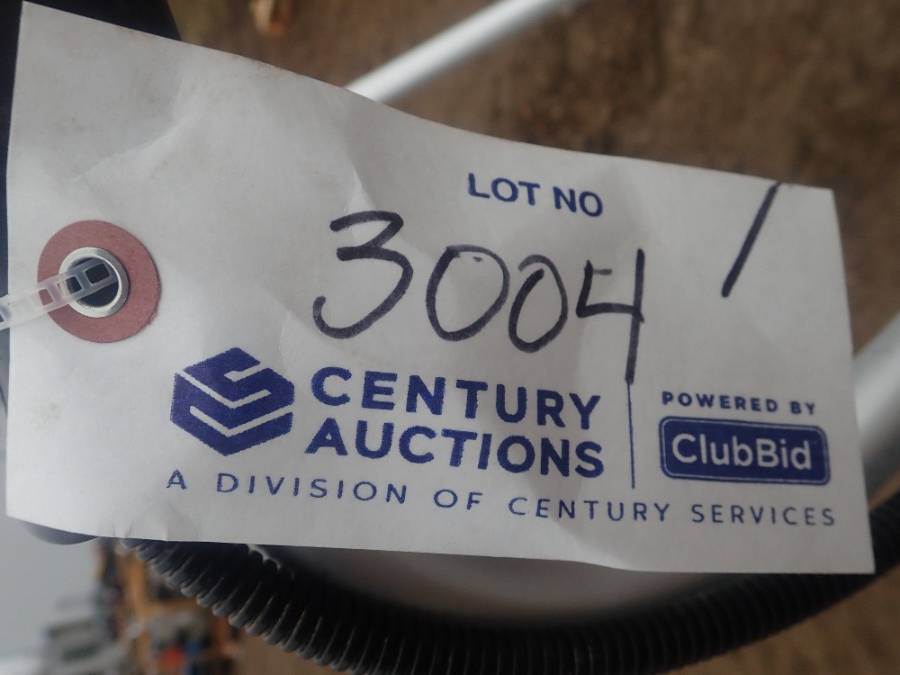 LOT NO
3004 /
CENTURY
AUCTIONS
A DIVISION OF CENTURY SERVICES
POWERED BY
ClubBid